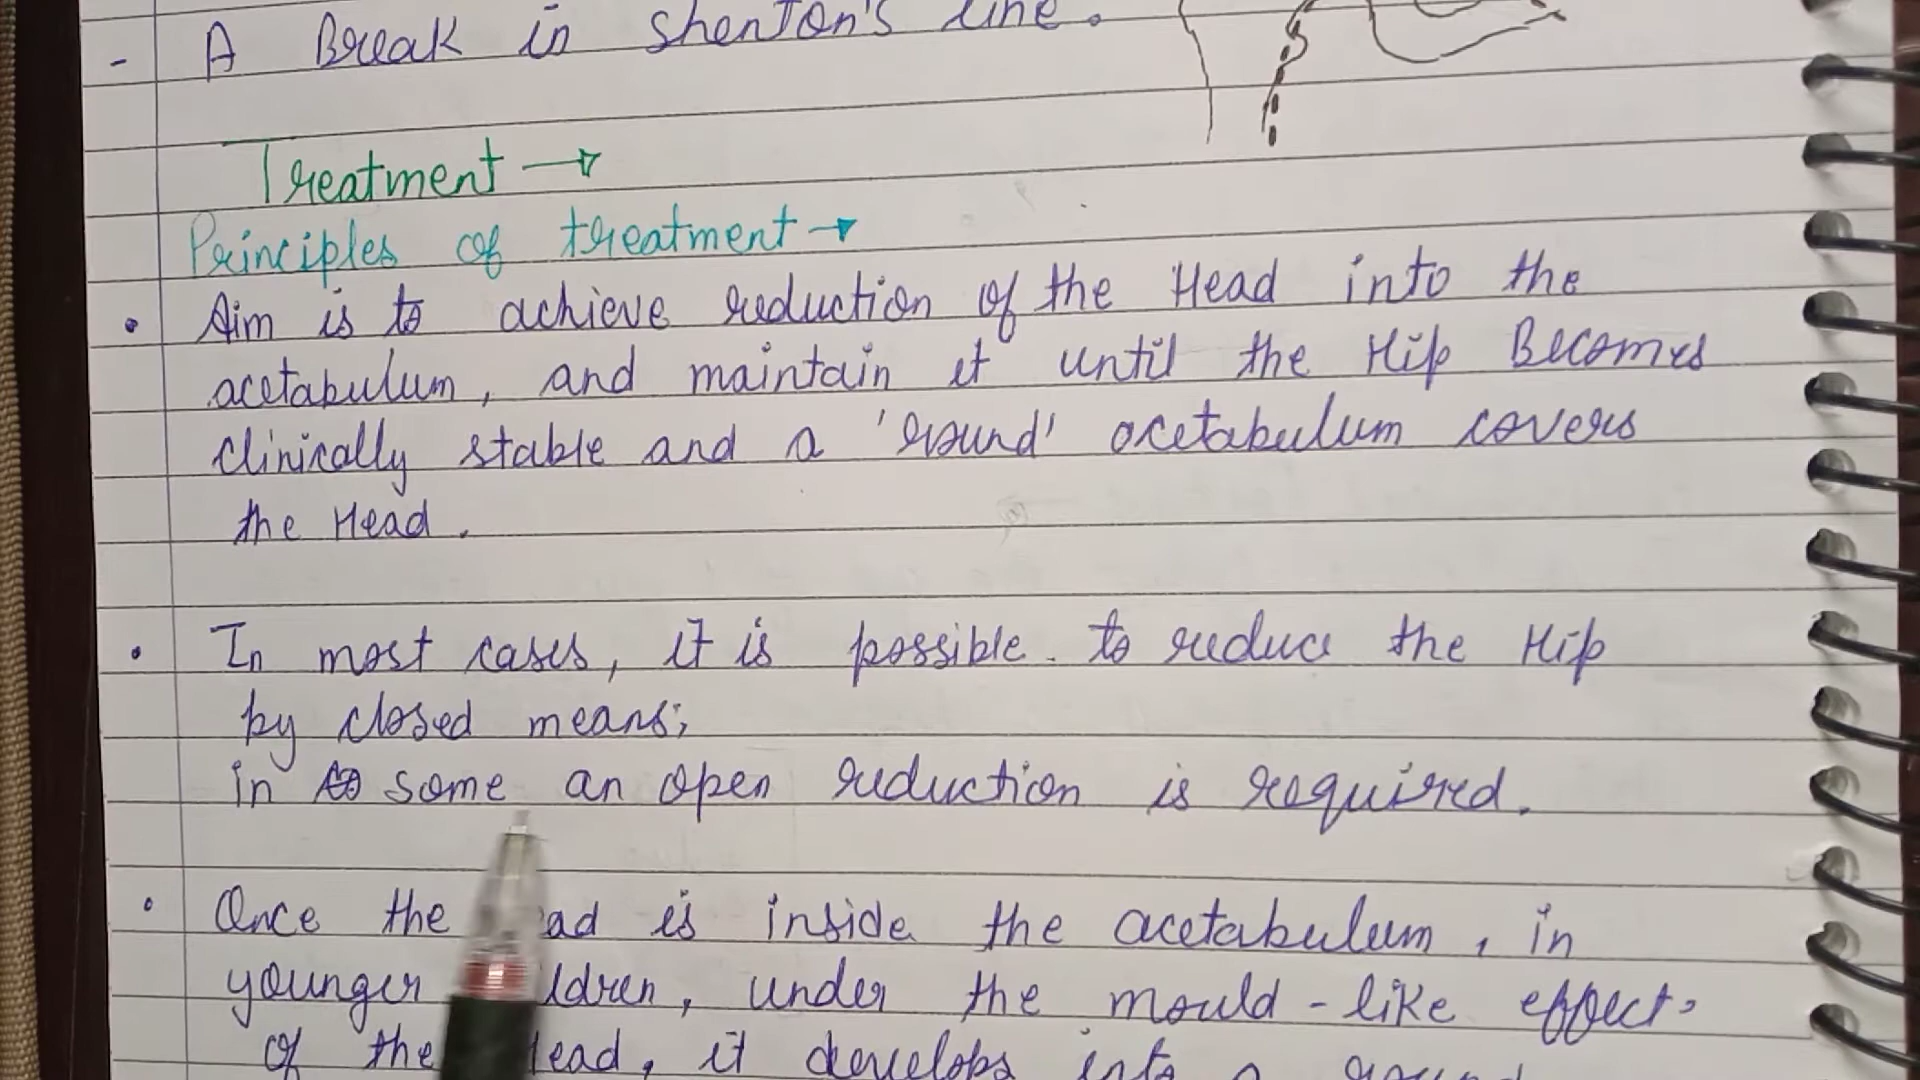 - A Break in Shenton's line.
Treatment →
Principles of treatment →
• Aim is to achieve reduction of the Head into the
acetabulum, and maintain it until the Hip Becomes
clinically stable and a 'round' acetabulum covers
the Head.
• In most cases, it is possible to reduce the Hip
by closed means;
in some an open reduction is required.
• Once the ad is inside the acetabulum, in
younger ldren, under the mould-like effect
of the ead, it develops into a round